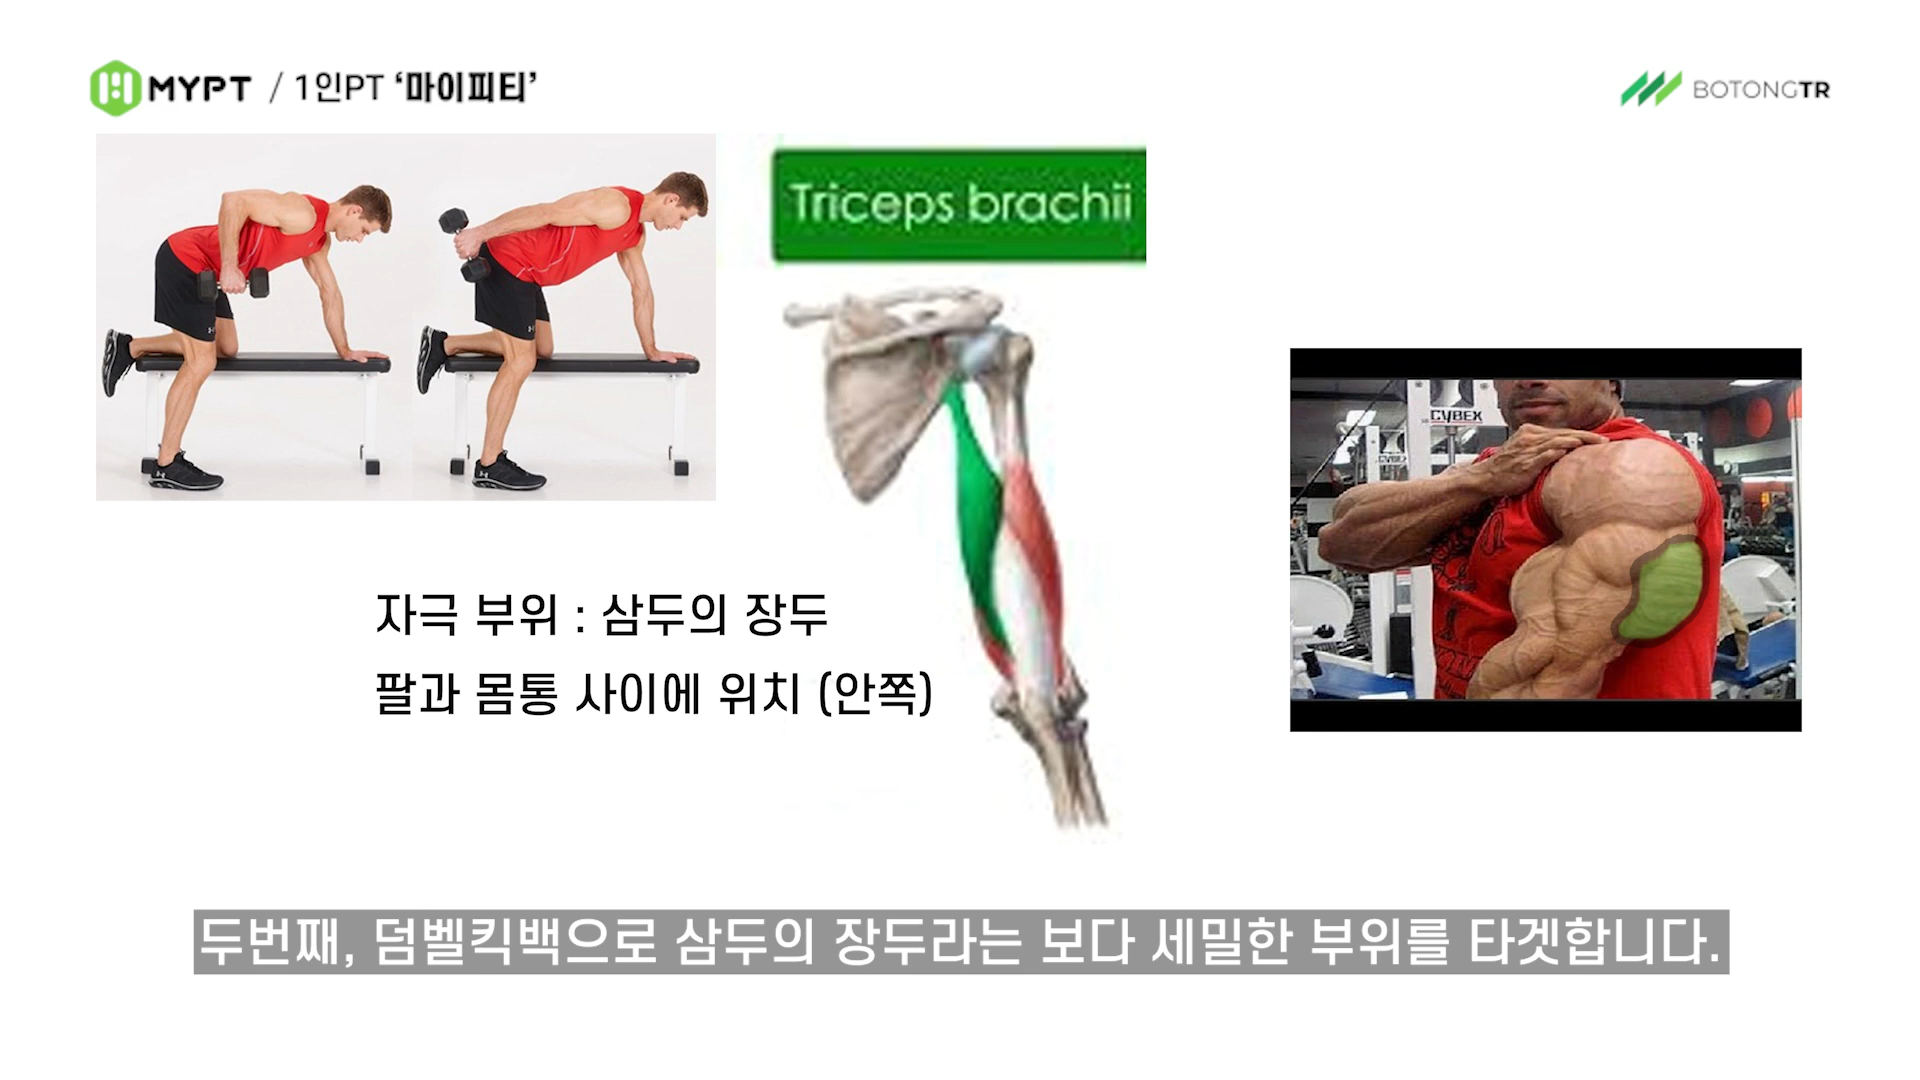 MYPT / 1인PT ‘마이피티’
BOTONGTR
Triceps brachii
CYBEX
자극 부위 : 삼두의 장두
팔과 몸통 사이에 위치 (안쪽)
두번째, 덤벨킥백으로 삼두의 장두라는 보다 세밀한 부위를 타겟합니다.